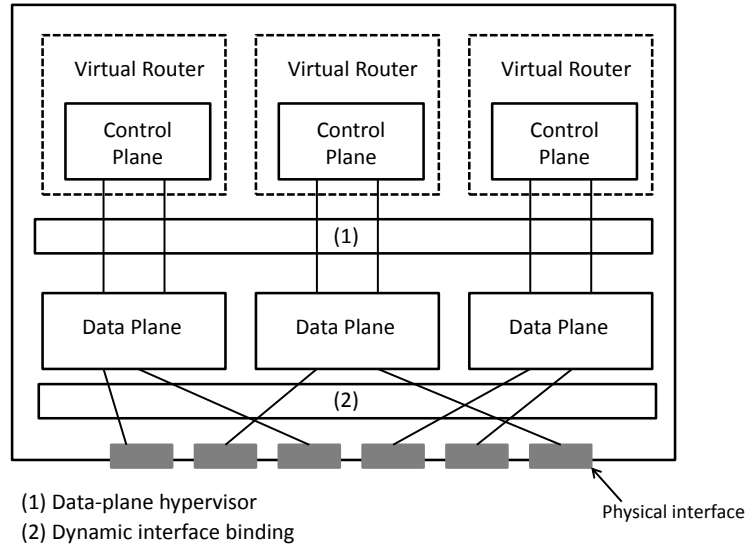 Virtual Router
Virtual Router
Virtual Router
Control
Plane
Control
Plane
Control
Plane
(1)
Data Plane
Data Plane
Data Plane
(2)
(1) Data-plane hypervisor
Physical interface
(2) Dynamic interface binding